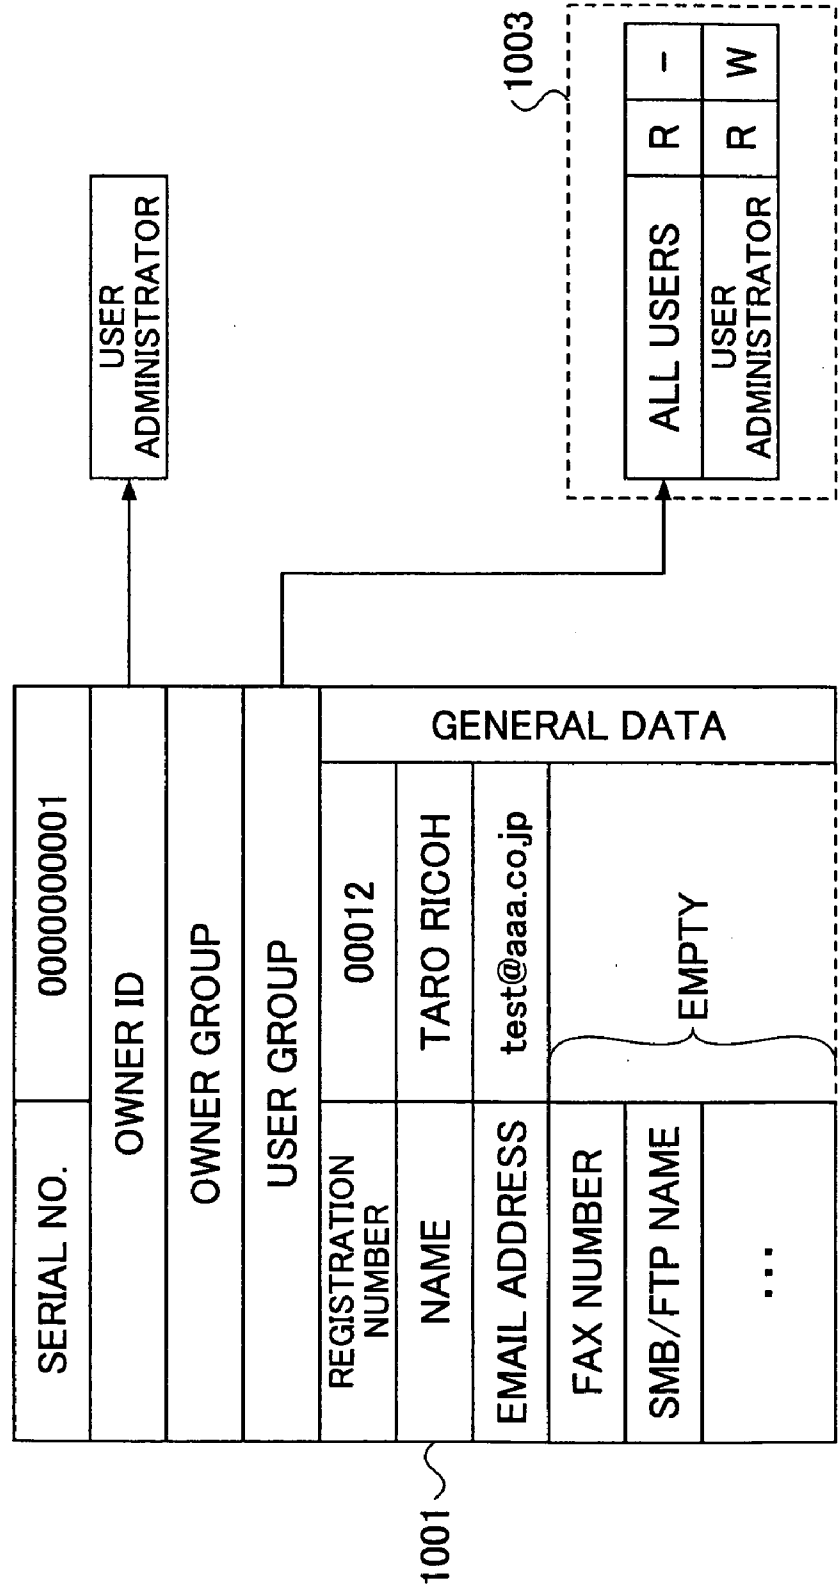 SERIAL NO. 0000000001
OWNER ID
OWNER GROUP
USER GROUP
REGISTRATION
NUMBER
00012
NAME TARO RICOH
EMAIL ADDRESS test@aaa.co.jp
FAX NUMBER
SMB/FTP NAME
...
EMPTY
GENERAL DATA
1001
USER
ADMINISTRATOR
1003
ALL USERS R -
USER
ADMINISTRATOR
R W